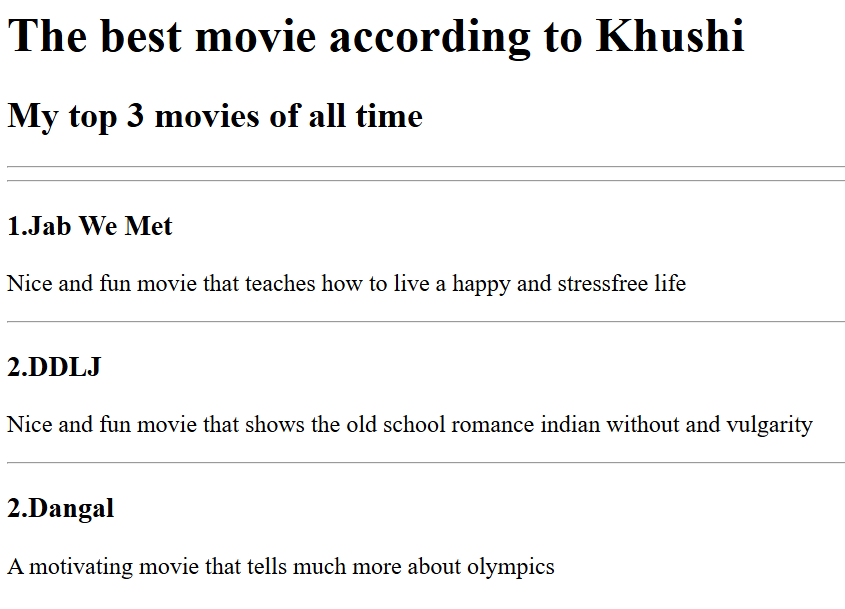 The best movie according to Khushi
My top 3 movies of all time
1.Jab We Met
Nice and fun movie that teaches how to live a happy and stressfree life
2.DDLJ
Nice and fun movie that shows the old school romance indian without and vulgarity
2.Dangal
A motivating movie that tells much more about olympics